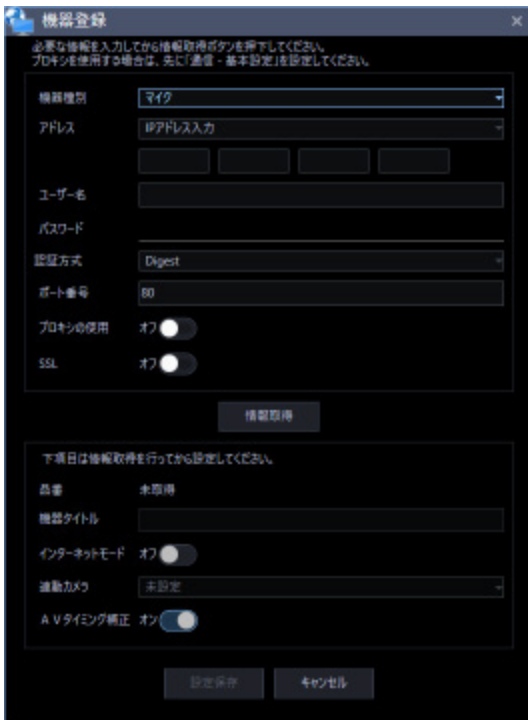 機器登録
必要な情報を入力してから情報取得ボタンを押下してください。
プロキシを使用する場合は、先に「通信 - 基本設定」を設定してください。
機器種別 マイク
アドレス IPアドレス入力
ユーザー名
パスワード
認証方式 Digest
ポート番号 80
プロキシの使用 オフ
SSL オフ
情報取得
下項目は情報取得を行ってから設定してください。
品番 未取得
機器タイトル
インターネットモード オフ
連動カメラ 未設定
AVタイミング補正 オン
設定保存 キャンセル